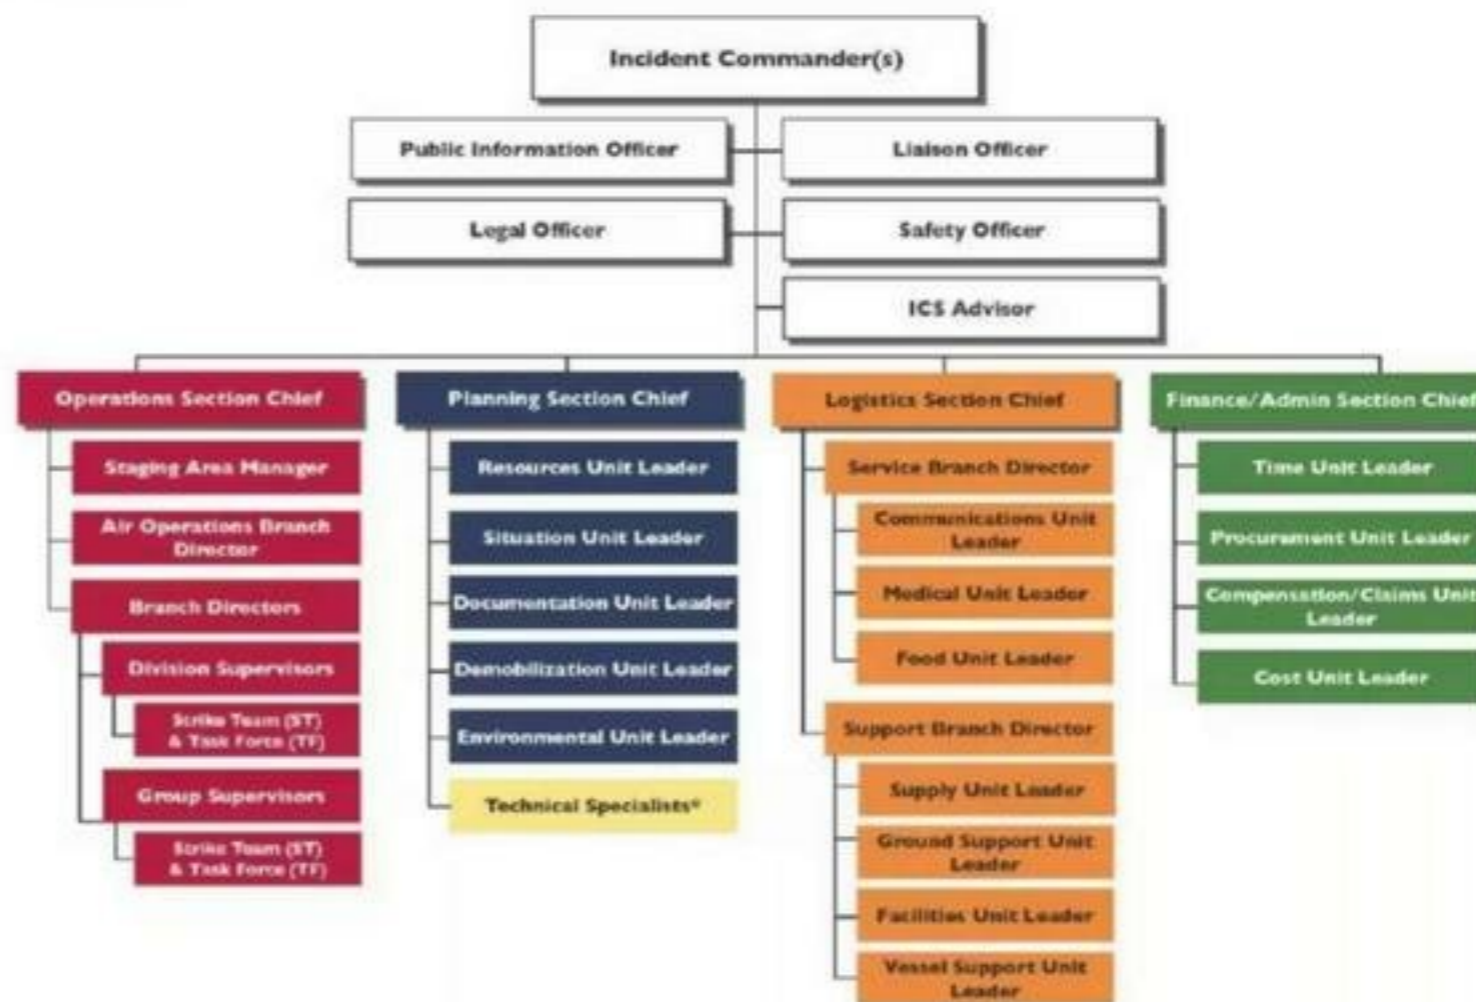 Incident Commander(s)
Public Information Officer
Liaison Officer
Legal Officer
Safety Officer
ICS Advisor
Operations Section Chief
Staging Area Manager
Air Operations Branch
Director
Branch Directors
Division Supervisors
Strike Team (ST)
& Task Force (TF)
Group Supervisors
Strike Team (ST)
& Task Force (TF)
Planning Section Chief
Resources Unit Leader
Situation Unit Leader
Documentation Unit Leader
Demobilization Unit Leader
Environmental Unit Leader
Technical Specialists*
Logistics Section Chief
Service Branch Director
Communications Unit
Leader
Medical Unit Leader
Food Unit Leader
Support Branch Director
Supply Unit Leader
Ground Support Unit
Leader
Facilities Unit Leader
Vessel Support Unit
Leader
Finance/Admin Section Chief
Time Unit Leader
Procurement Unit Leader
Compensation/Claims Unit
Leader
Cost Unit Leader